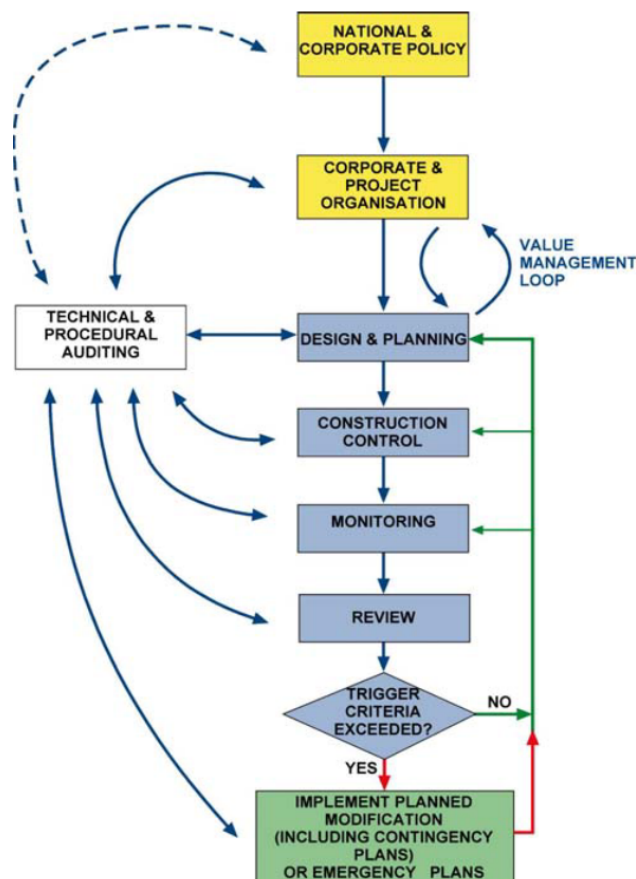 NATIONAL &
CORPORATE POLICY
CORPORATE &
PROJECT
ORGANISATION
VALUE
MANAGEMENT
LOOP
TECHNICAL &
PROCEDURAL
AUDITING
DESIGN & PLANNING
CONSTRUCTION
CONTROL
MONITORING
REVIEW
TRIGGER
CRITERIA
EXCEEDED?
NO
YES
IMPLEMENT PLANNED
MODIFICATION
(INCLUDING CONTINGENCY
PLANS)
OR EMERGENCY PLANS